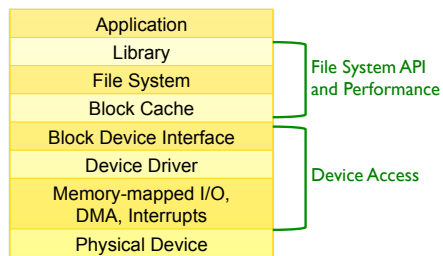 Application
Library
File System
Block Cache
Block Device Interface
Device Driver
Memory-mapped I/O,
DMA, Interrupts
Physical Device
File System API
and Performance
Device Access